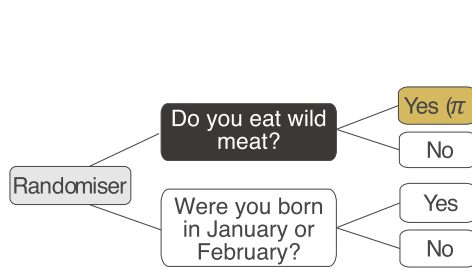 Do you eat wild
meat?
Yes (π
No
Randomiser
Were you born
in January or
February?
Yes
No